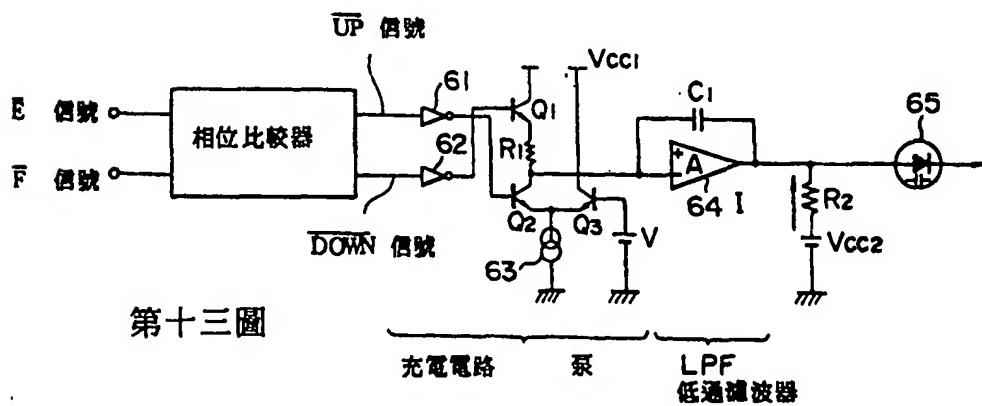 UP 信號
61
VCC1
E 信號
相位比較器
Q1
C1
65
R1
62
A
F 信號
64 I
R2
Q2
Q3
V
VCC2
DOWN 信號
63
第十三圖
充電電路 泵
LPF
低通濾波器